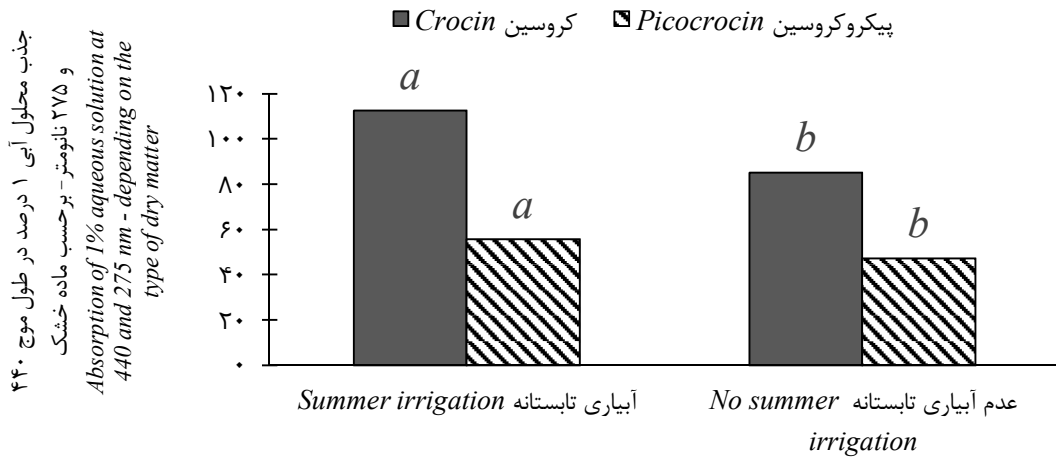 Crocin کروسین
Picocrocin پیکروکروسین
جذب محلول آبی ۱ درصد در طول موج ۴۴۰
و ۲۷۵ نانومتر - برحسب ماده خشک
Absorption of 1% aqueous solution at
440 and 275 nm - depending on the
type of dry matter
۱۲۰
۱۰۰
۸۰
۶۰
۴۰
۲۰
۰
a
a
b
b
Summer irrigation آبیاری تابستانه
No summer عدم آبیاری تابستانه
irrigation